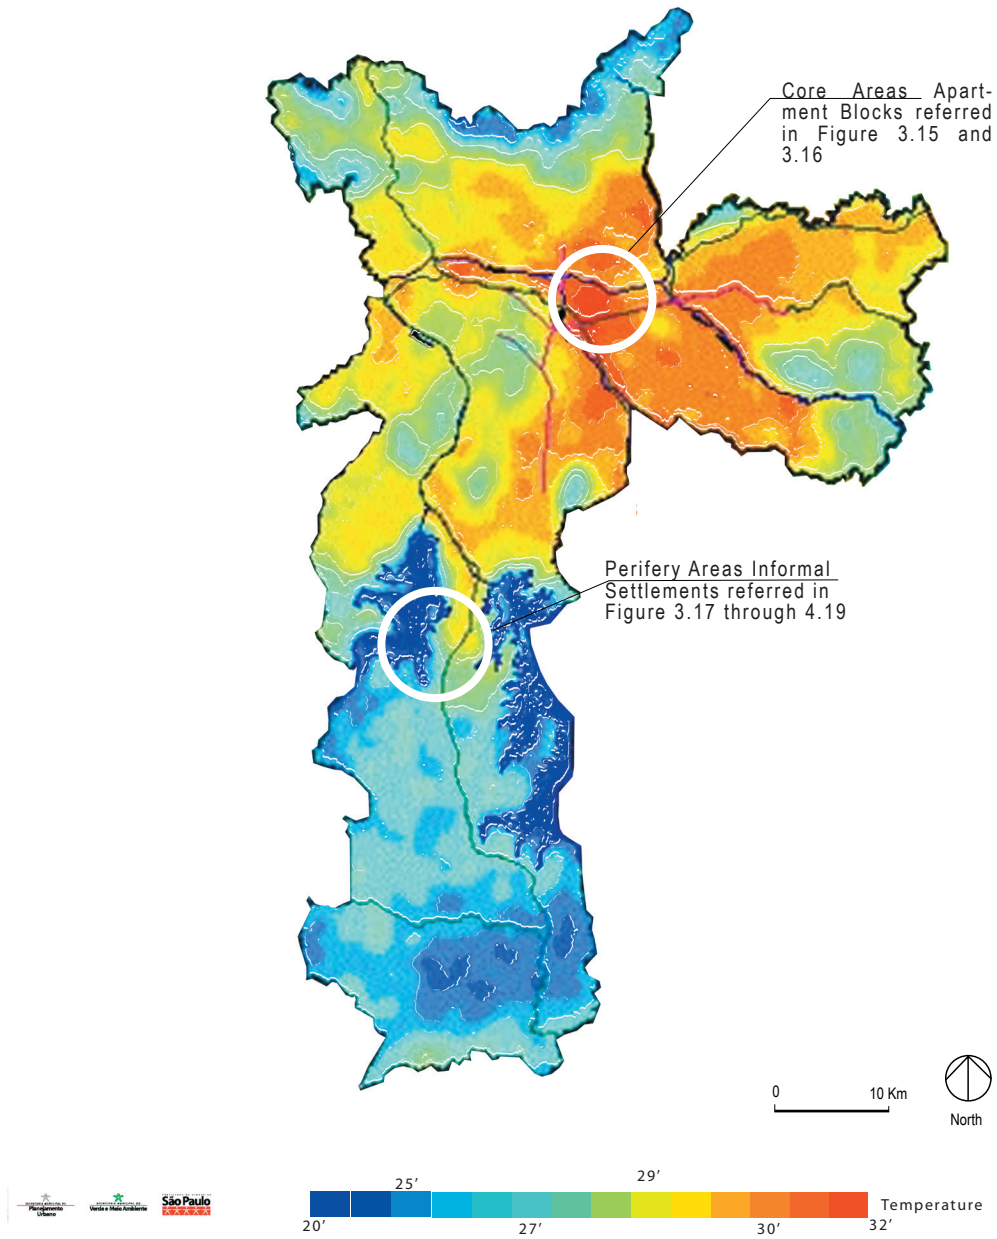 Core Areas Apart-
ment Blocks referred
in Figure 3.15 and
3.16
Perifery Areas Informal
Settlements referred in
Figure 3.17 through 4.19
0 10 Km
North
Planejamento
Urbano
Verde e Meio Ambiente
São Paulo
25′ 29′
Temperature
20′ 27′ 30′ 32′